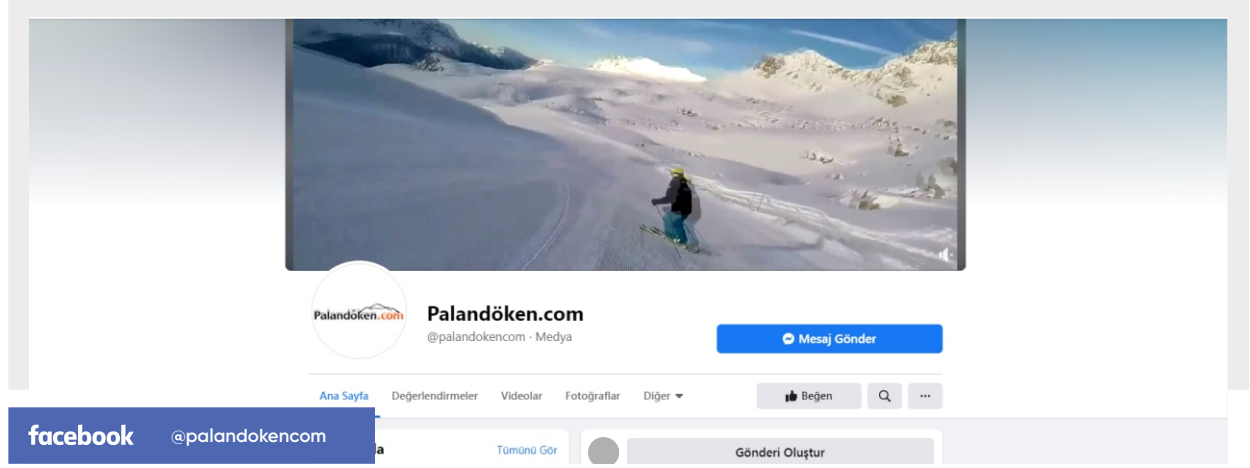 Palandöken.com
Palandöken.com
@palandokencom · Medya
Mesaj Gönder
Ana Sayfa Değerlendirmeler Videolar Fotoğraflar Diğer
Beğen
facebook @palandokencom
a Tümünü Gör
Gönderi Oluştur